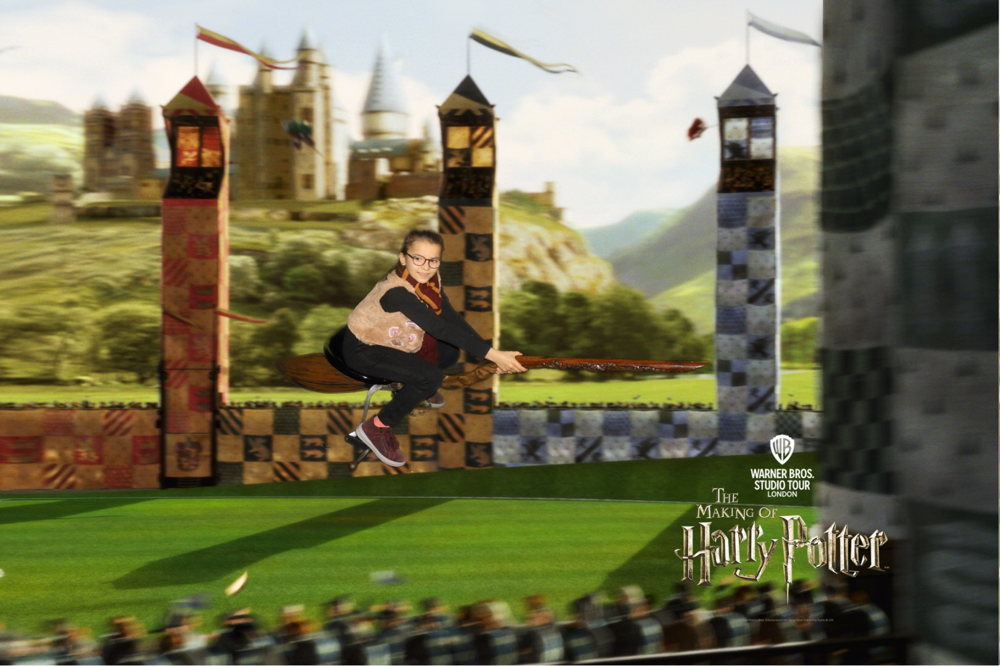 WB
WARNER BROS.
STUDIO TOUR
LONDON
THE
MAKING OF
Harry Potter